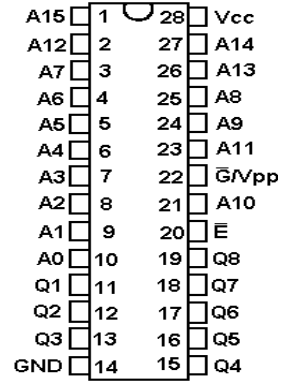 A15 1 28 Vcc
A12 2 27 A14
A7 3 26 A13
A6 4 25 A8
A5 5 24 A9
A4 6 23 A11
A3 7 22 G̅/Vpp
A2 8 21 A10
A1 9 20 E̅
A0 10 19 Q8
Q1 11 18 Q7
Q2 12 17 Q6
Q3 13 16 Q5
GND 14 15 Q4